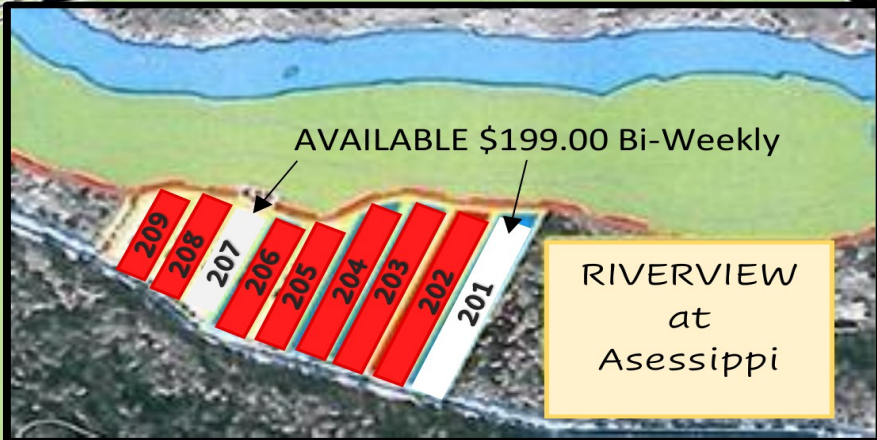 AVAILABLE $199.00 Bi-Weekly
209
208
207
206
205
204
203
202
201
RIVERVIEW
at
Asessippi